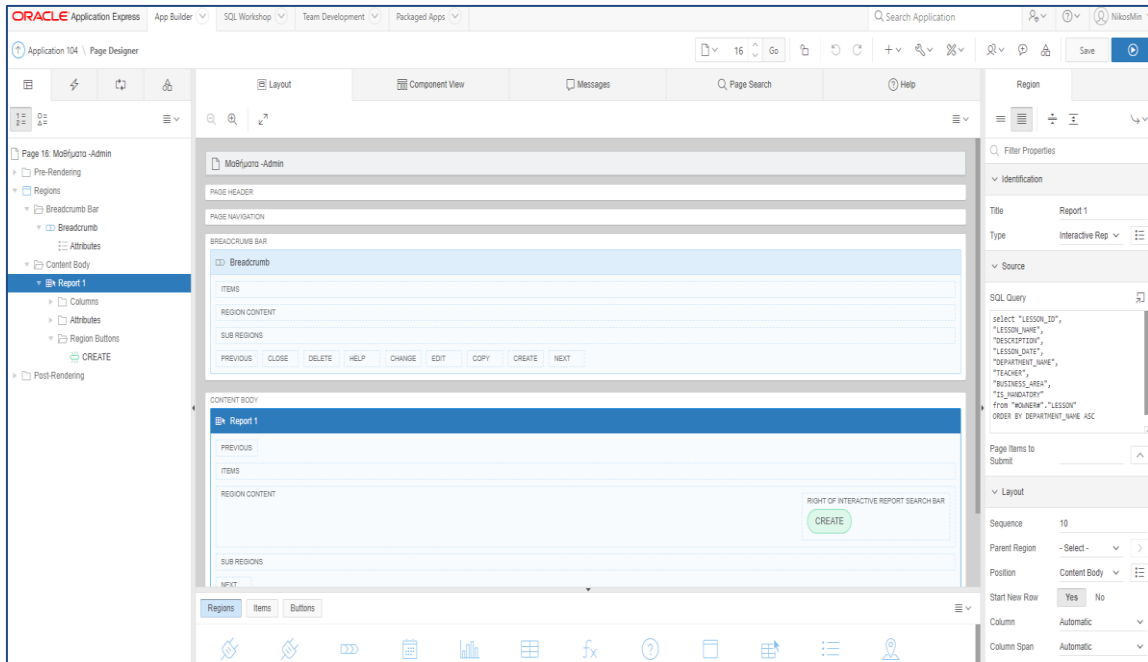 ORACLE Application Express App Builder SQL Workshop Team Development Packaged Apps Search Application NikosMin
Application 104 \ Page Designer 16 Go Save
Layout Component View Messages Page Search Help Region
Page 16: Μαθήματα -Admin
Pre-Rendering
Regions
Breadcrumb Bar
Breadcrumb
Attributes
Content Body
Report 1
Columns
Attributes
Region Buttons
CREATE
Post-Rendering
Μαθήματα -Admin
PAGE HEADER
PAGE NAVIGATION
BREADCRUMB BAR
Breadcrumb
ITEMS
REGION CONTENT
SUB REGIONS
PREVIOUS CLOSE DELETE HELP CHANGE EDIT COPY CREATE NEXT
CONTENT BODY
Report 1
PREVIOUS
ITEMS
REGION CONTENT
RIGHT OF INTERACTIVE REPORT SEARCH BAR
CREATE
SUB REGIONS
NEXT
Regions Items Buttons
Filter Properties
Identification
Title Report 1
Type Interactive Rep
Source
SQL Query
select "LESSON_ID",
"LESSON_NAME",
"DESCRIPTION",
"LESSON_DATE",
"DEPARTMENT_NAME",
"TEACHER",
"BUSINESS_AREA",
"IS_MANDATORY"
from "#OWNER#"."LESSON"
ORDER BY DEPARTMENT_NAME ASC
Page Items to
Submit
Layout
Sequence 10
Parent Region - Select -
Position Content Body
Start New Row Yes No
Column Automatic
Column Span Automatic